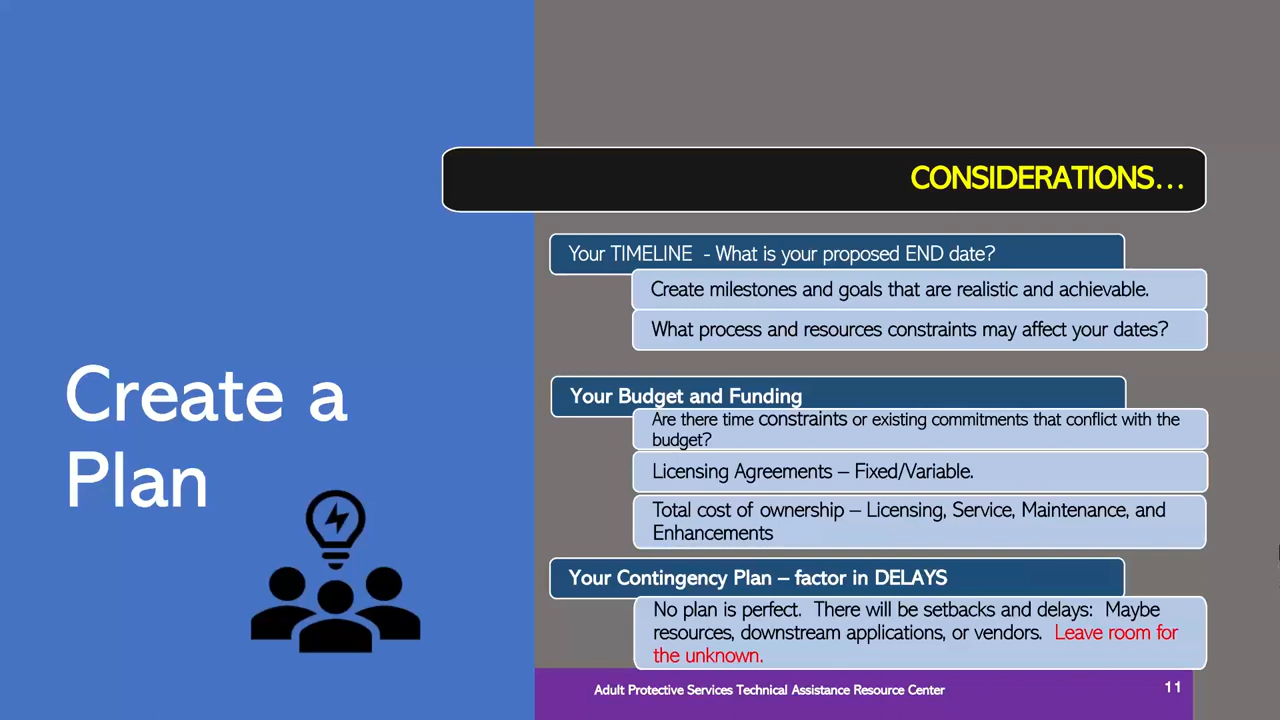 CONSIDERATIONS...
Your TIMELINE - What is your proposed END date?
Create milestones and goals that are realistic and achievable.
What process and resources constraints may affect your dates?
Create a
Plan
Your Budget and Funding
Are there time constraints or existing commitments that conflict with the
budget?
Licensing Agreements – Fixed/Variable.
Total cost of ownership – Licensing, Service, Maintenance, and
Enhancements
Your Contingency Plan – factor in DELAYS
No plan is perfect. There will be setbacks and delays: Maybe
resources, downstream applications, or vendors. Leave room for
the unknown.
Adult Protective Services Technical Assistance Resource Center
11